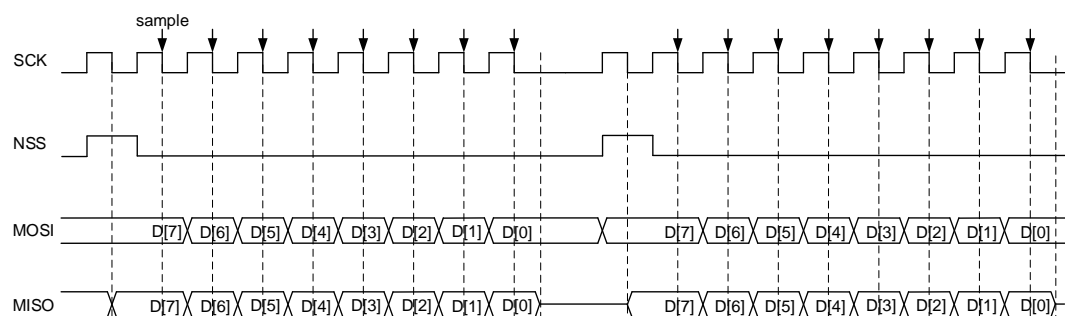 sample
SCK
NSS
MOSI D[7] D[6] D[5] D[4] D[3] D[2] D[1] D[0] D[7] D[6] D[5] D[4] D[3] D[2] D[1] D[0]
MISO D[7] D[6] D[5] D[4] D[3] D[2] D[1] D[0] D[7] D[6] D[5] D[4] D[3] D[2] D[1] D[0]